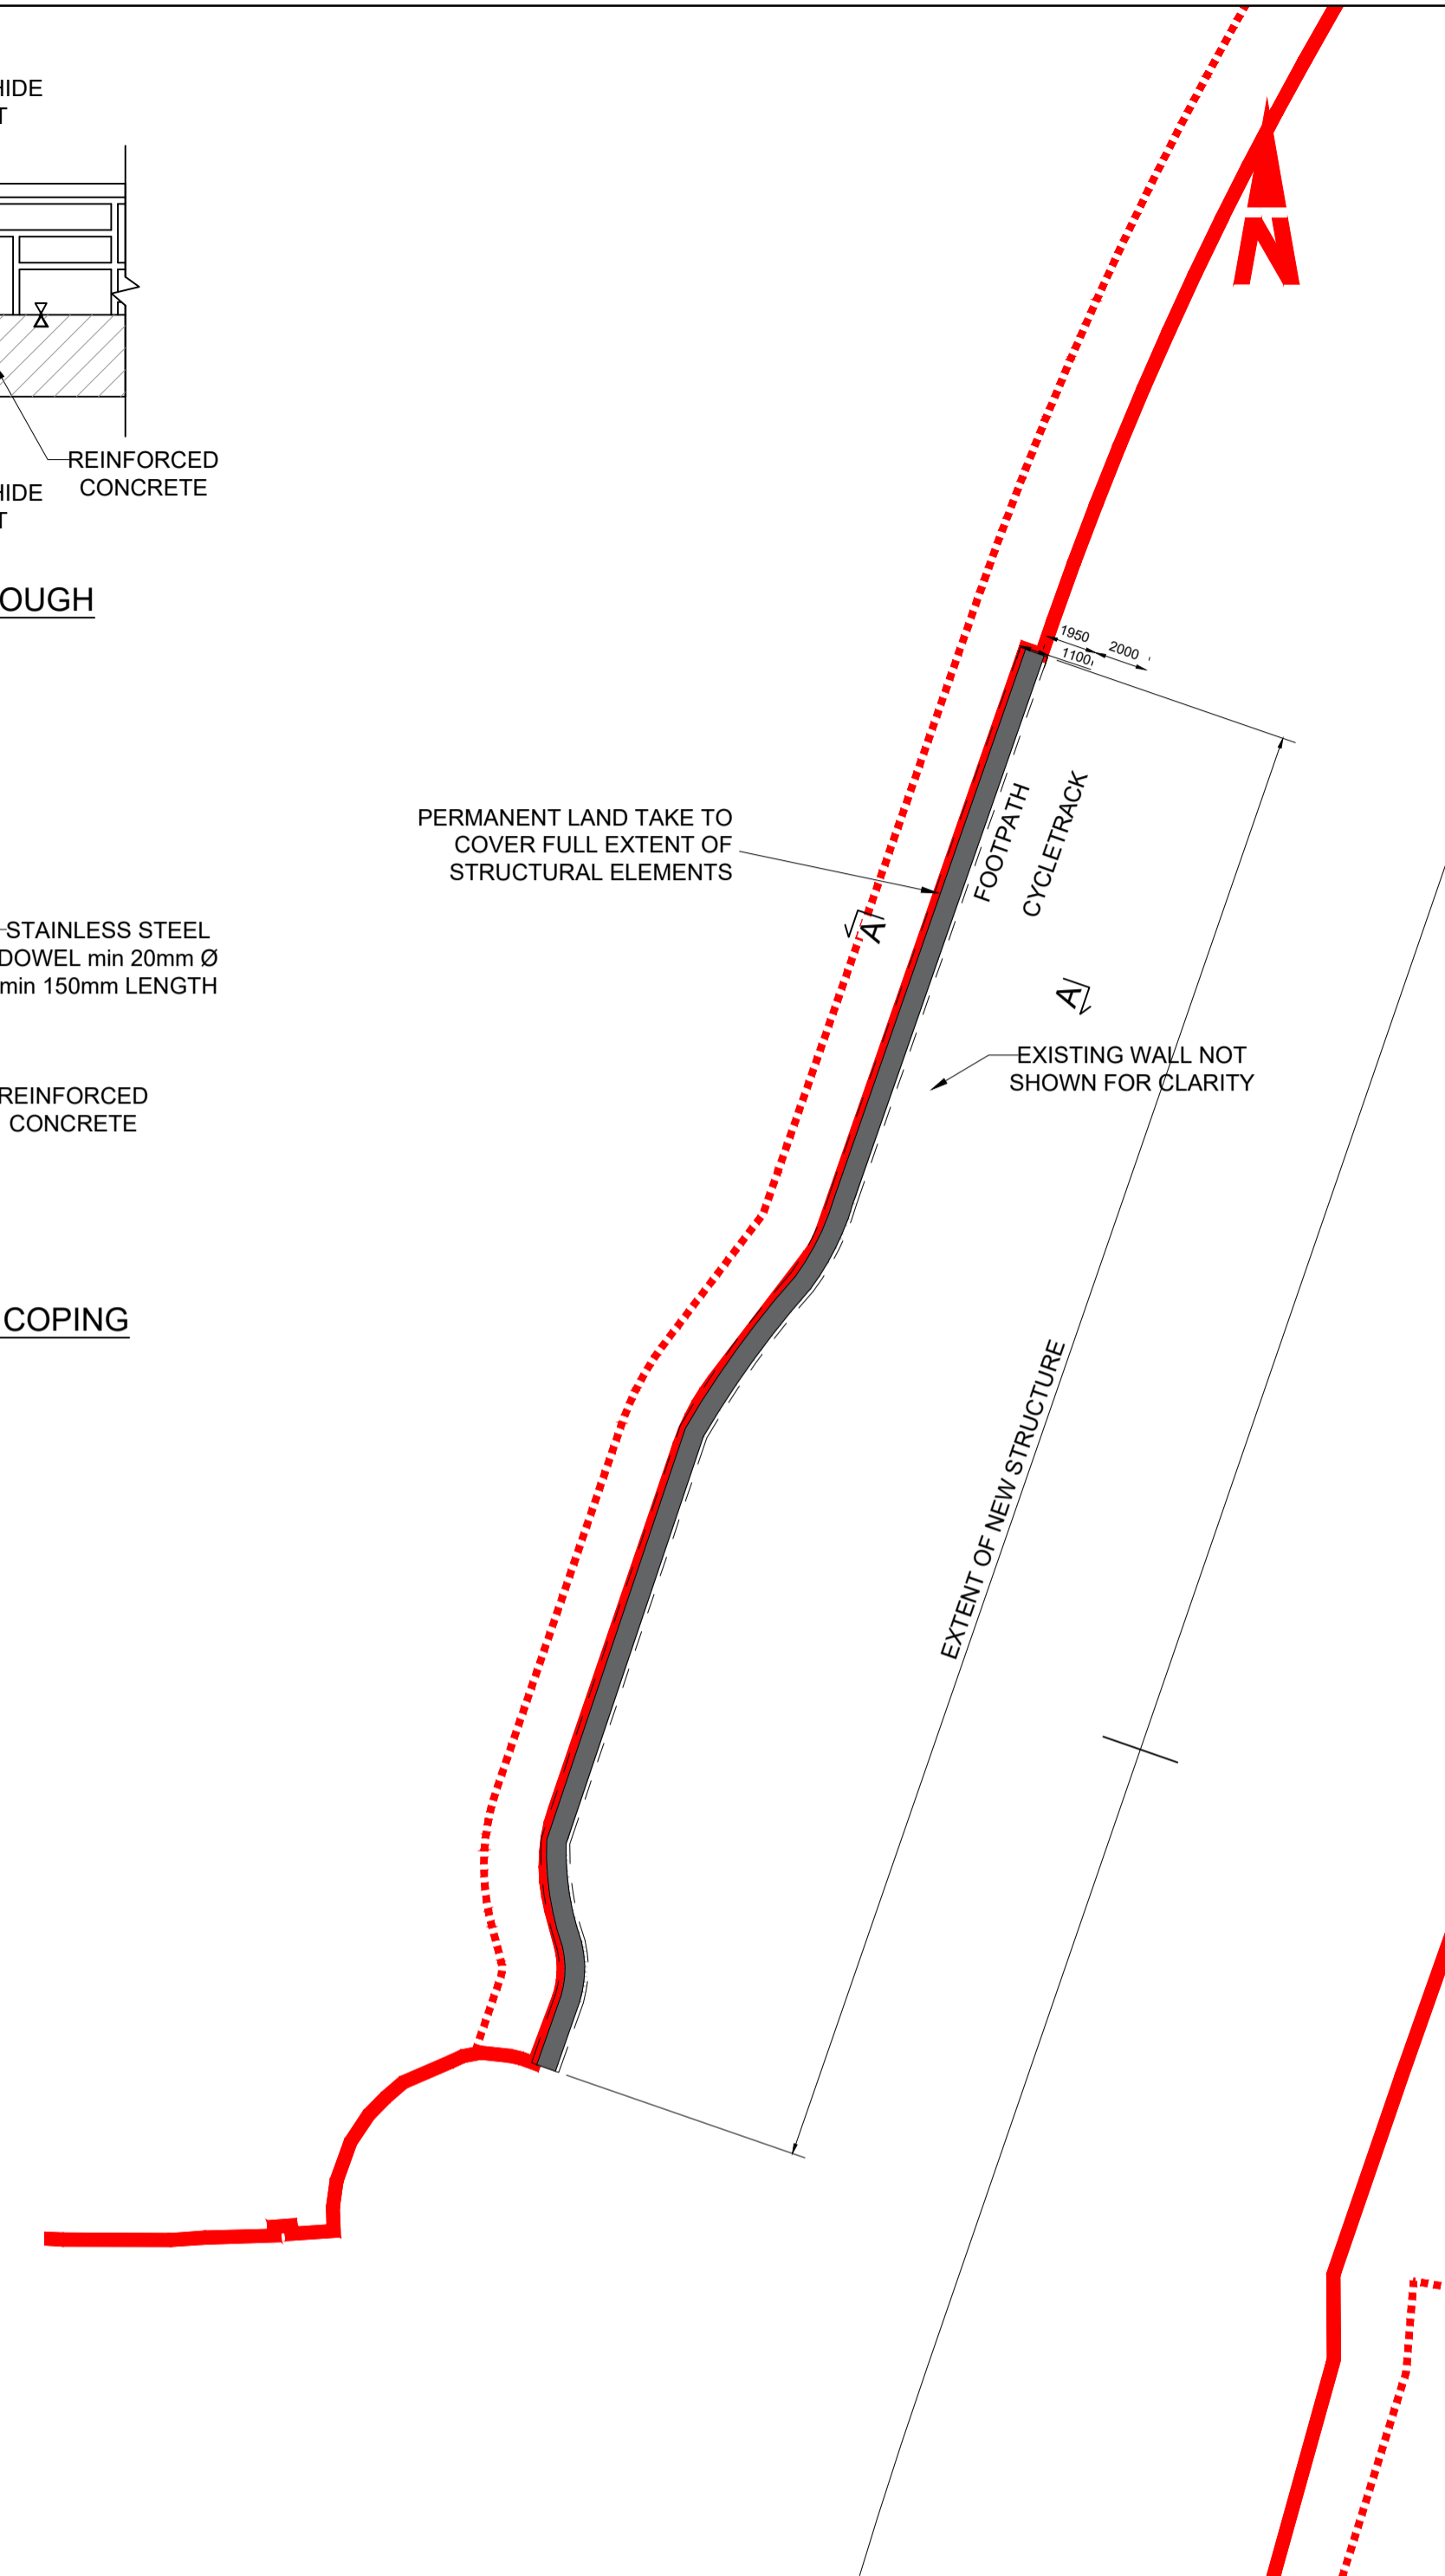 HIDE
T
REINFORCED
CONCRETE
HIDE
T
OUGH
N
1950
2000
1100
PERMANENT LAND TAKE TO
COVER FULL EXTENT OF
STRUCTURAL ELEMENTS
FOOTPATH
CYCLETRACK
A
A
STAINLESS STEEL
DOWEL min 20mm Ø
min 150mm LENGTH
EXISTING WALL NOT
SHOWN FOR CLARITY
REINFORCED
CONCRETE
COPING
EXTENT OF NEW STRUCTURE